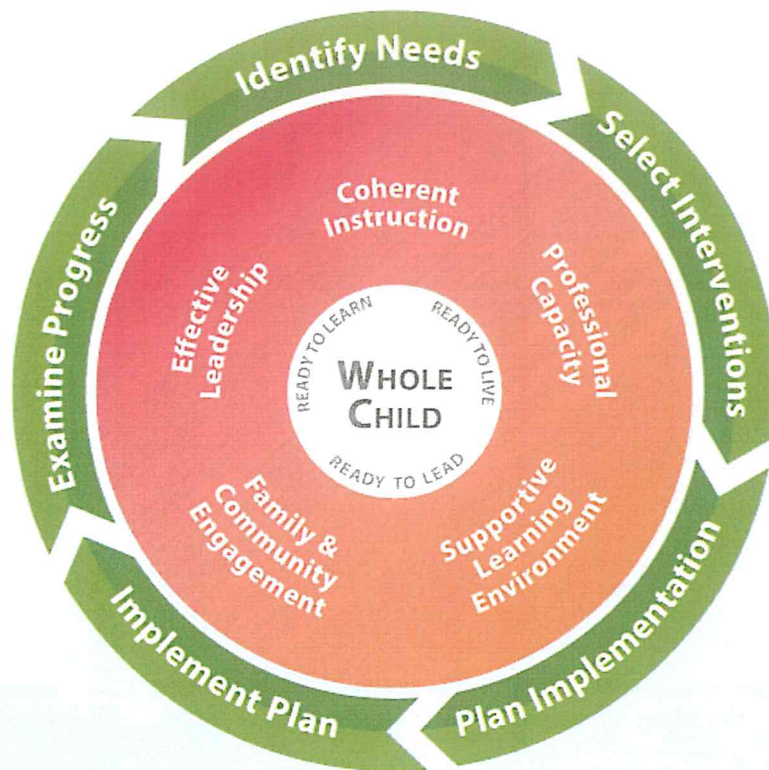 Identify Needs
Select Interventions
Plan Implementation
Implement Plan
Examine Progress
Coherent
Instruction
Professional
Capacity
Supportive
Learning
Environment
Family &
Community
Engagement
Effective
Leadership
READY TO LEARN
READY TO LIVE
READY TO LEAD
WHOLE
CHILD